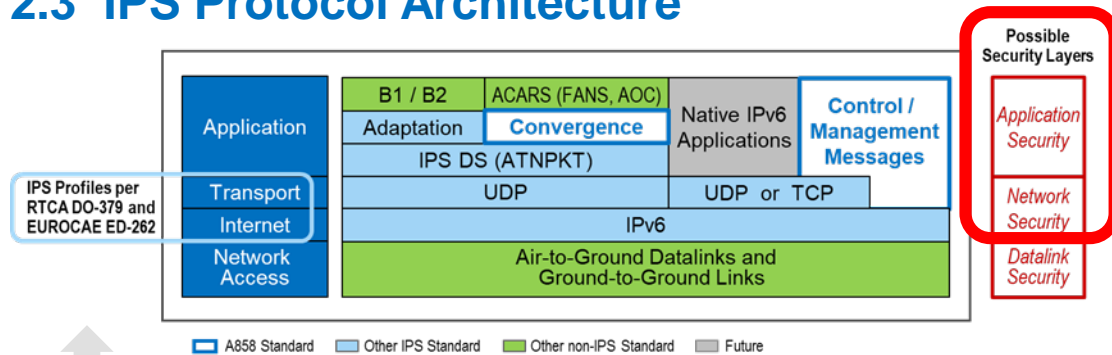 2.3 IPS Protocol Architecture
Possible
Security Layers
Application
B1 / B2
ACARS (FANS, AOC)
Adaptation
Convergence
IPS DS (ATNPKT)
Native IPv6
Applications
Control /
Management
Messages
Application
Security
IPS Profiles per
RTCA DO-379 and
EUROCAE ED-262
Transport
UDP
UDP or TCP
Network
Security
Internet
IPv6
Network
Access
Air-to-Ground Datalinks and
Ground-to-Ground Links
Datalink
Security
A858 Standard
Other IPS Standard
Other non-IPS Standard
Future